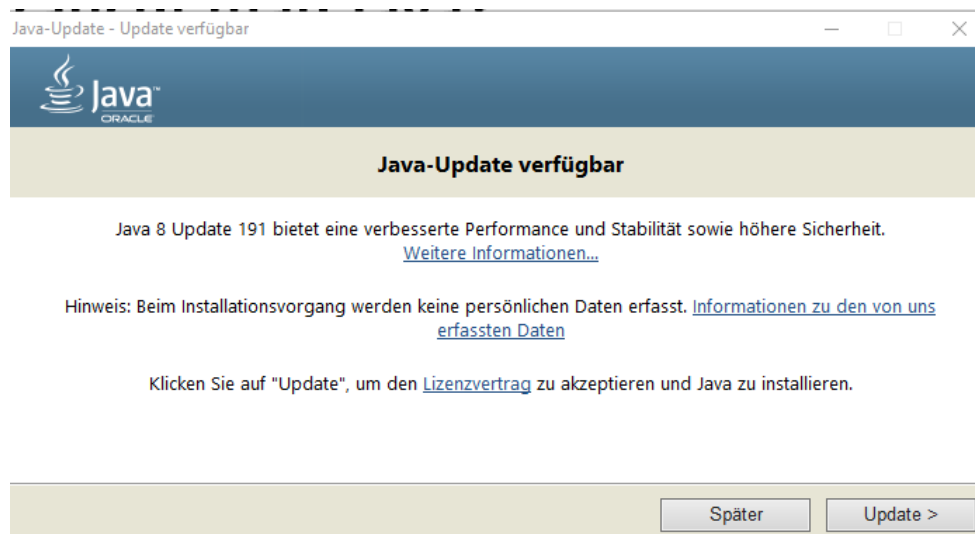 Java-Update - Update verfügbar
Java™
ORACLE
Java-Update verfügbar
Java 8 Update 191 bietet eine verbesserte Performance und Stabilität sowie höhere Sicherheit.
Weitere Informationen...
Hinweis: Beim Installationsvorgang werden keine persönlichen Daten erfasst. Informationen zu den von uns
erfassten Daten
Klicken Sie auf "Update", um den Lizenzvertrag zu akzeptieren und Java zu installieren.
Später
Update >